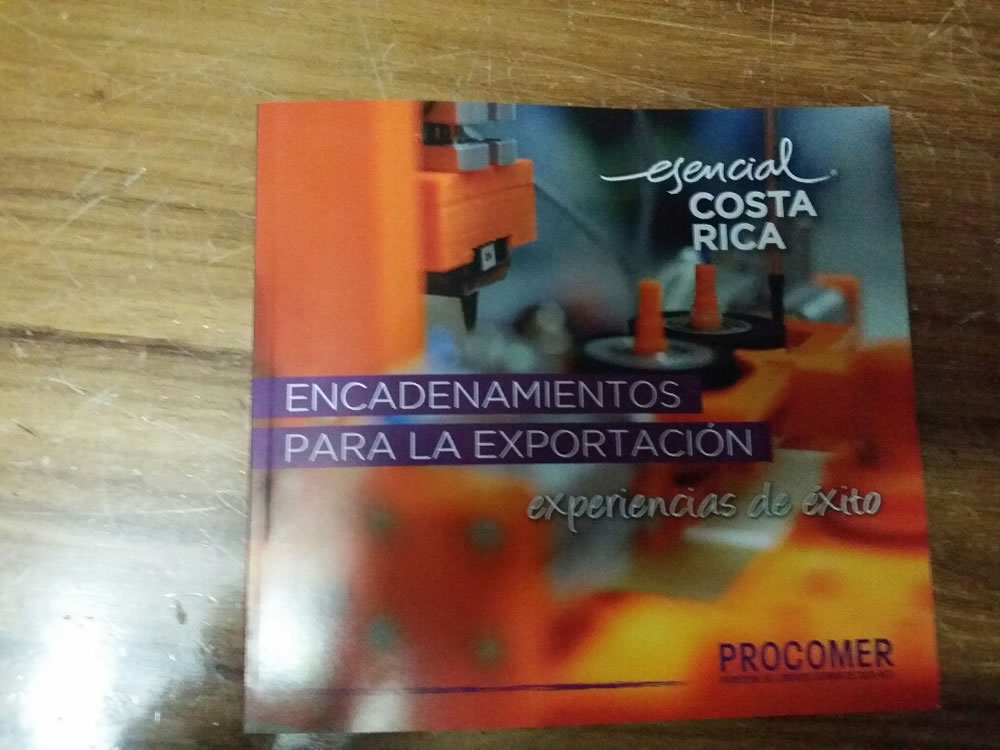 esencial
COSTA
RICA
ENCADENAMIENTOS
PARA LA EXPORTACIÓN
experiencias de éxito
PROCOMER